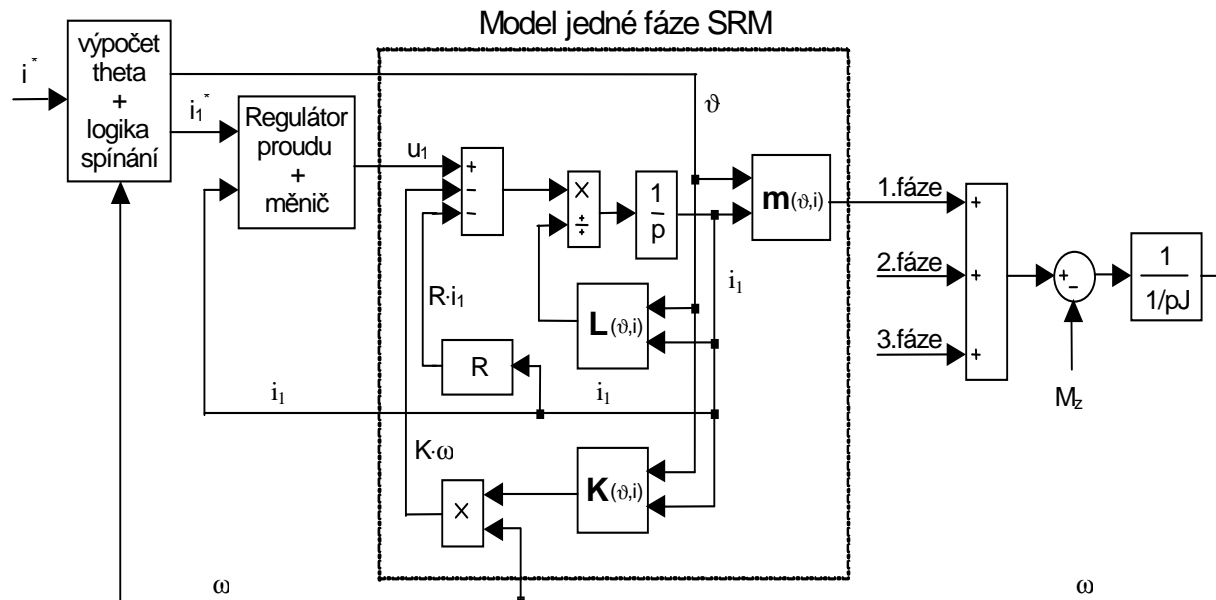 Model jedné fáze SRM
i*
výpočet
theta
+
logika
spínání
i₁*
Regulátor
proudu
+
měnič
u₁
+
−
−
×
÷
1
p
ϑ
m(ϑ,i)
1.fáze
2.fáze
3.fáze
+
+
+
+
−
M_z
1
1/pJ
R·i₁
L(ϑ,i)
i₁
R
i₁
i₁
K·ω
K(ϑ,i)
×
ω
ω